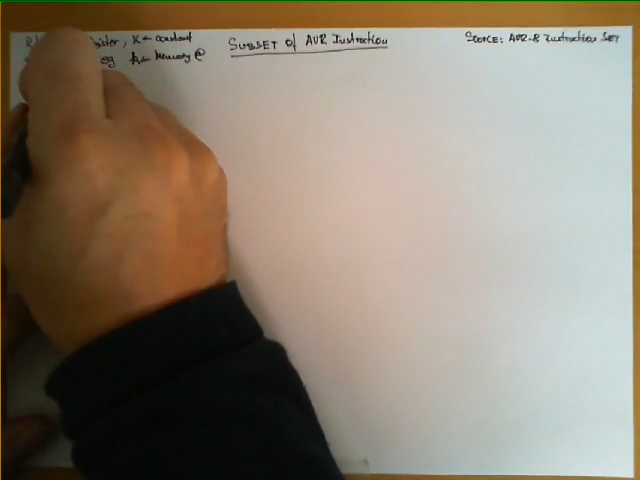 , K ← constant
Memory @
SUBSET of AVR Instruction
SOURCE: AVR-8 Instruction SET